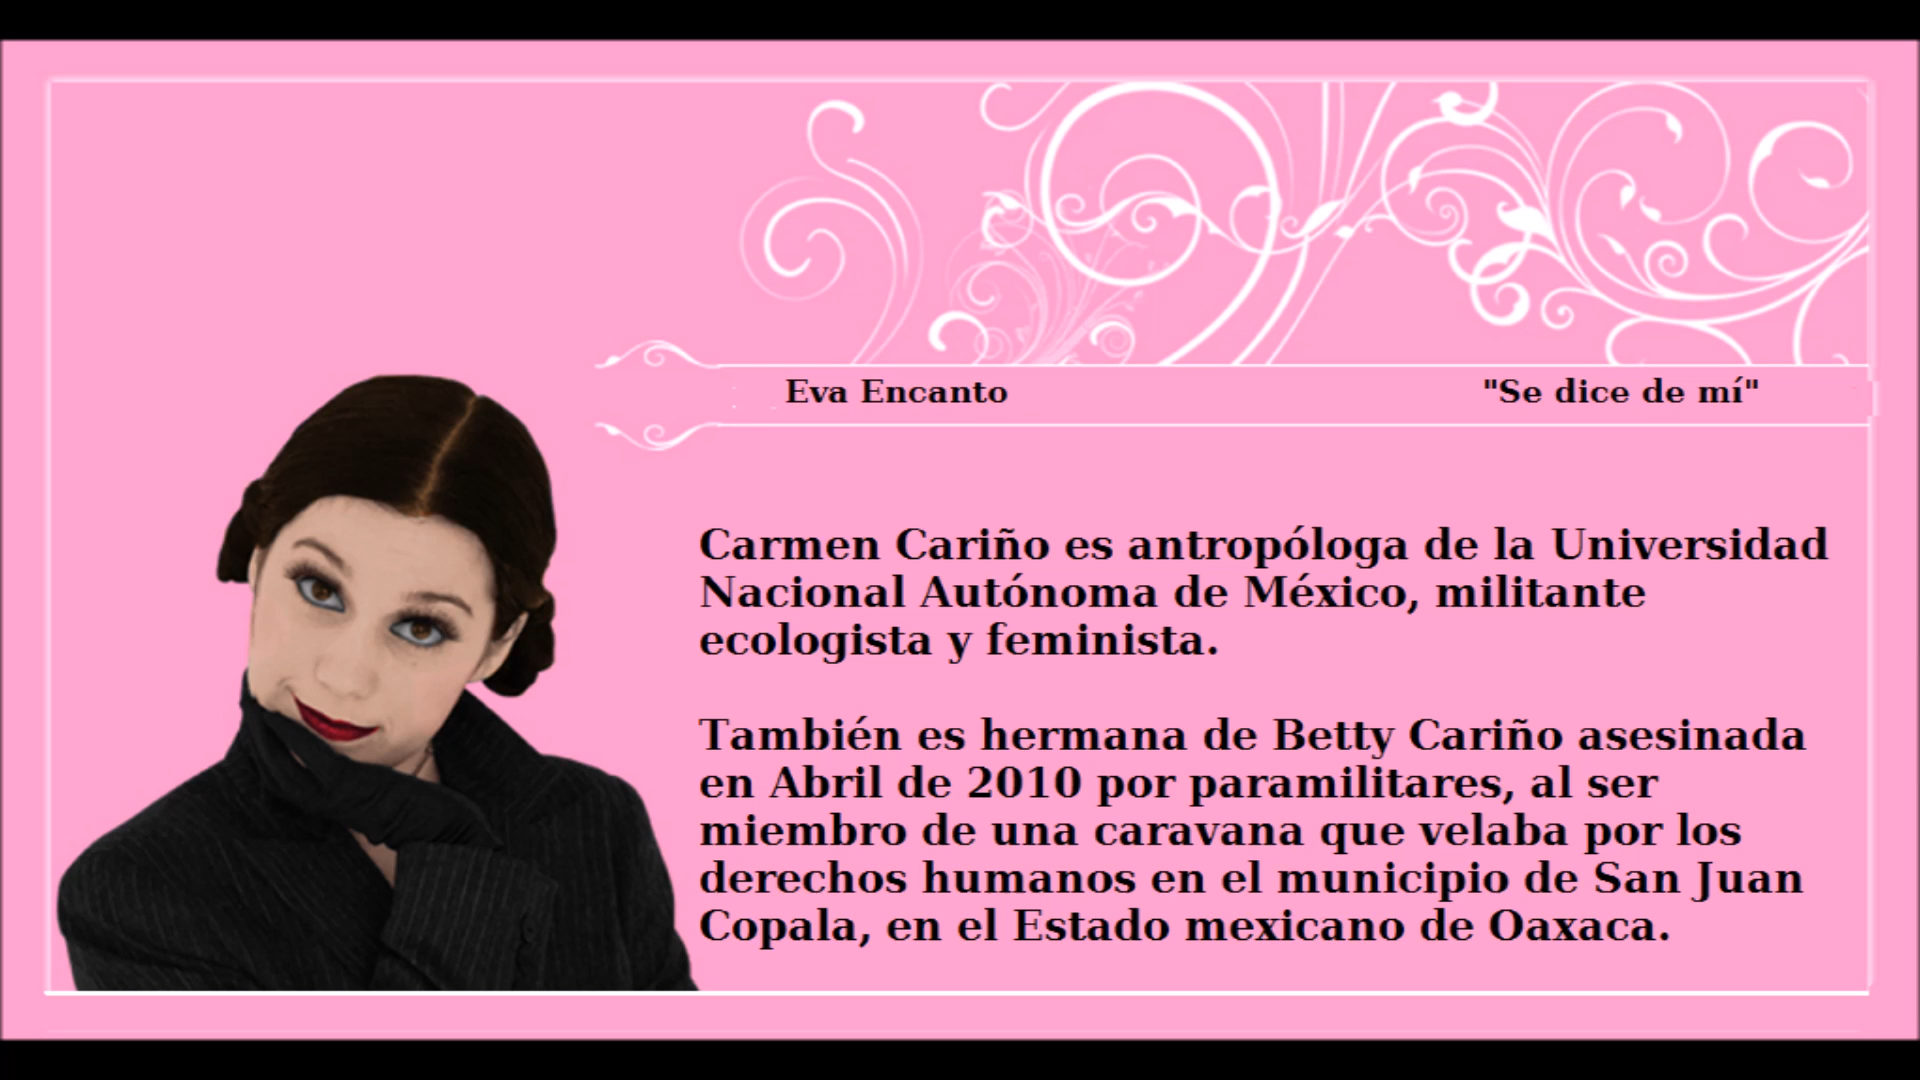 Eva Encanto "Se dice de mí"
Carmen Cariño es antropóloga de la Universidad
Nacional Autónoma de México, militante
ecologista y feminista.
También es hermana de Betty Cariño asesinada
en Abril de 2010 por paramilitares, al ser
miembro de una caravana que velaba por los
derechos humanos en el municipio de San Juan
Copala, en el Estado mexicano de Oaxaca.